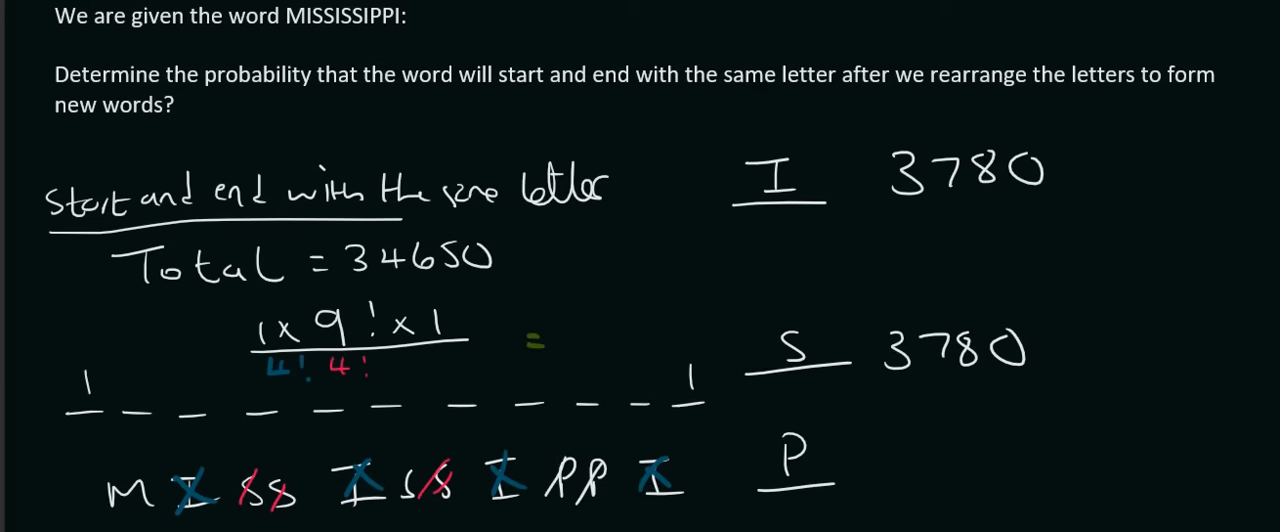 We are given the word MISSISSIPPI:
Determine the probability that the word will start and end with the same letter after we rearrange the letters to form
new words?
Start and end with the same letter
Total = 34650
1 x 9! x 1 =
4! 4!
1 1
M I S S I S S I P P I
I 3780
S 3780
P